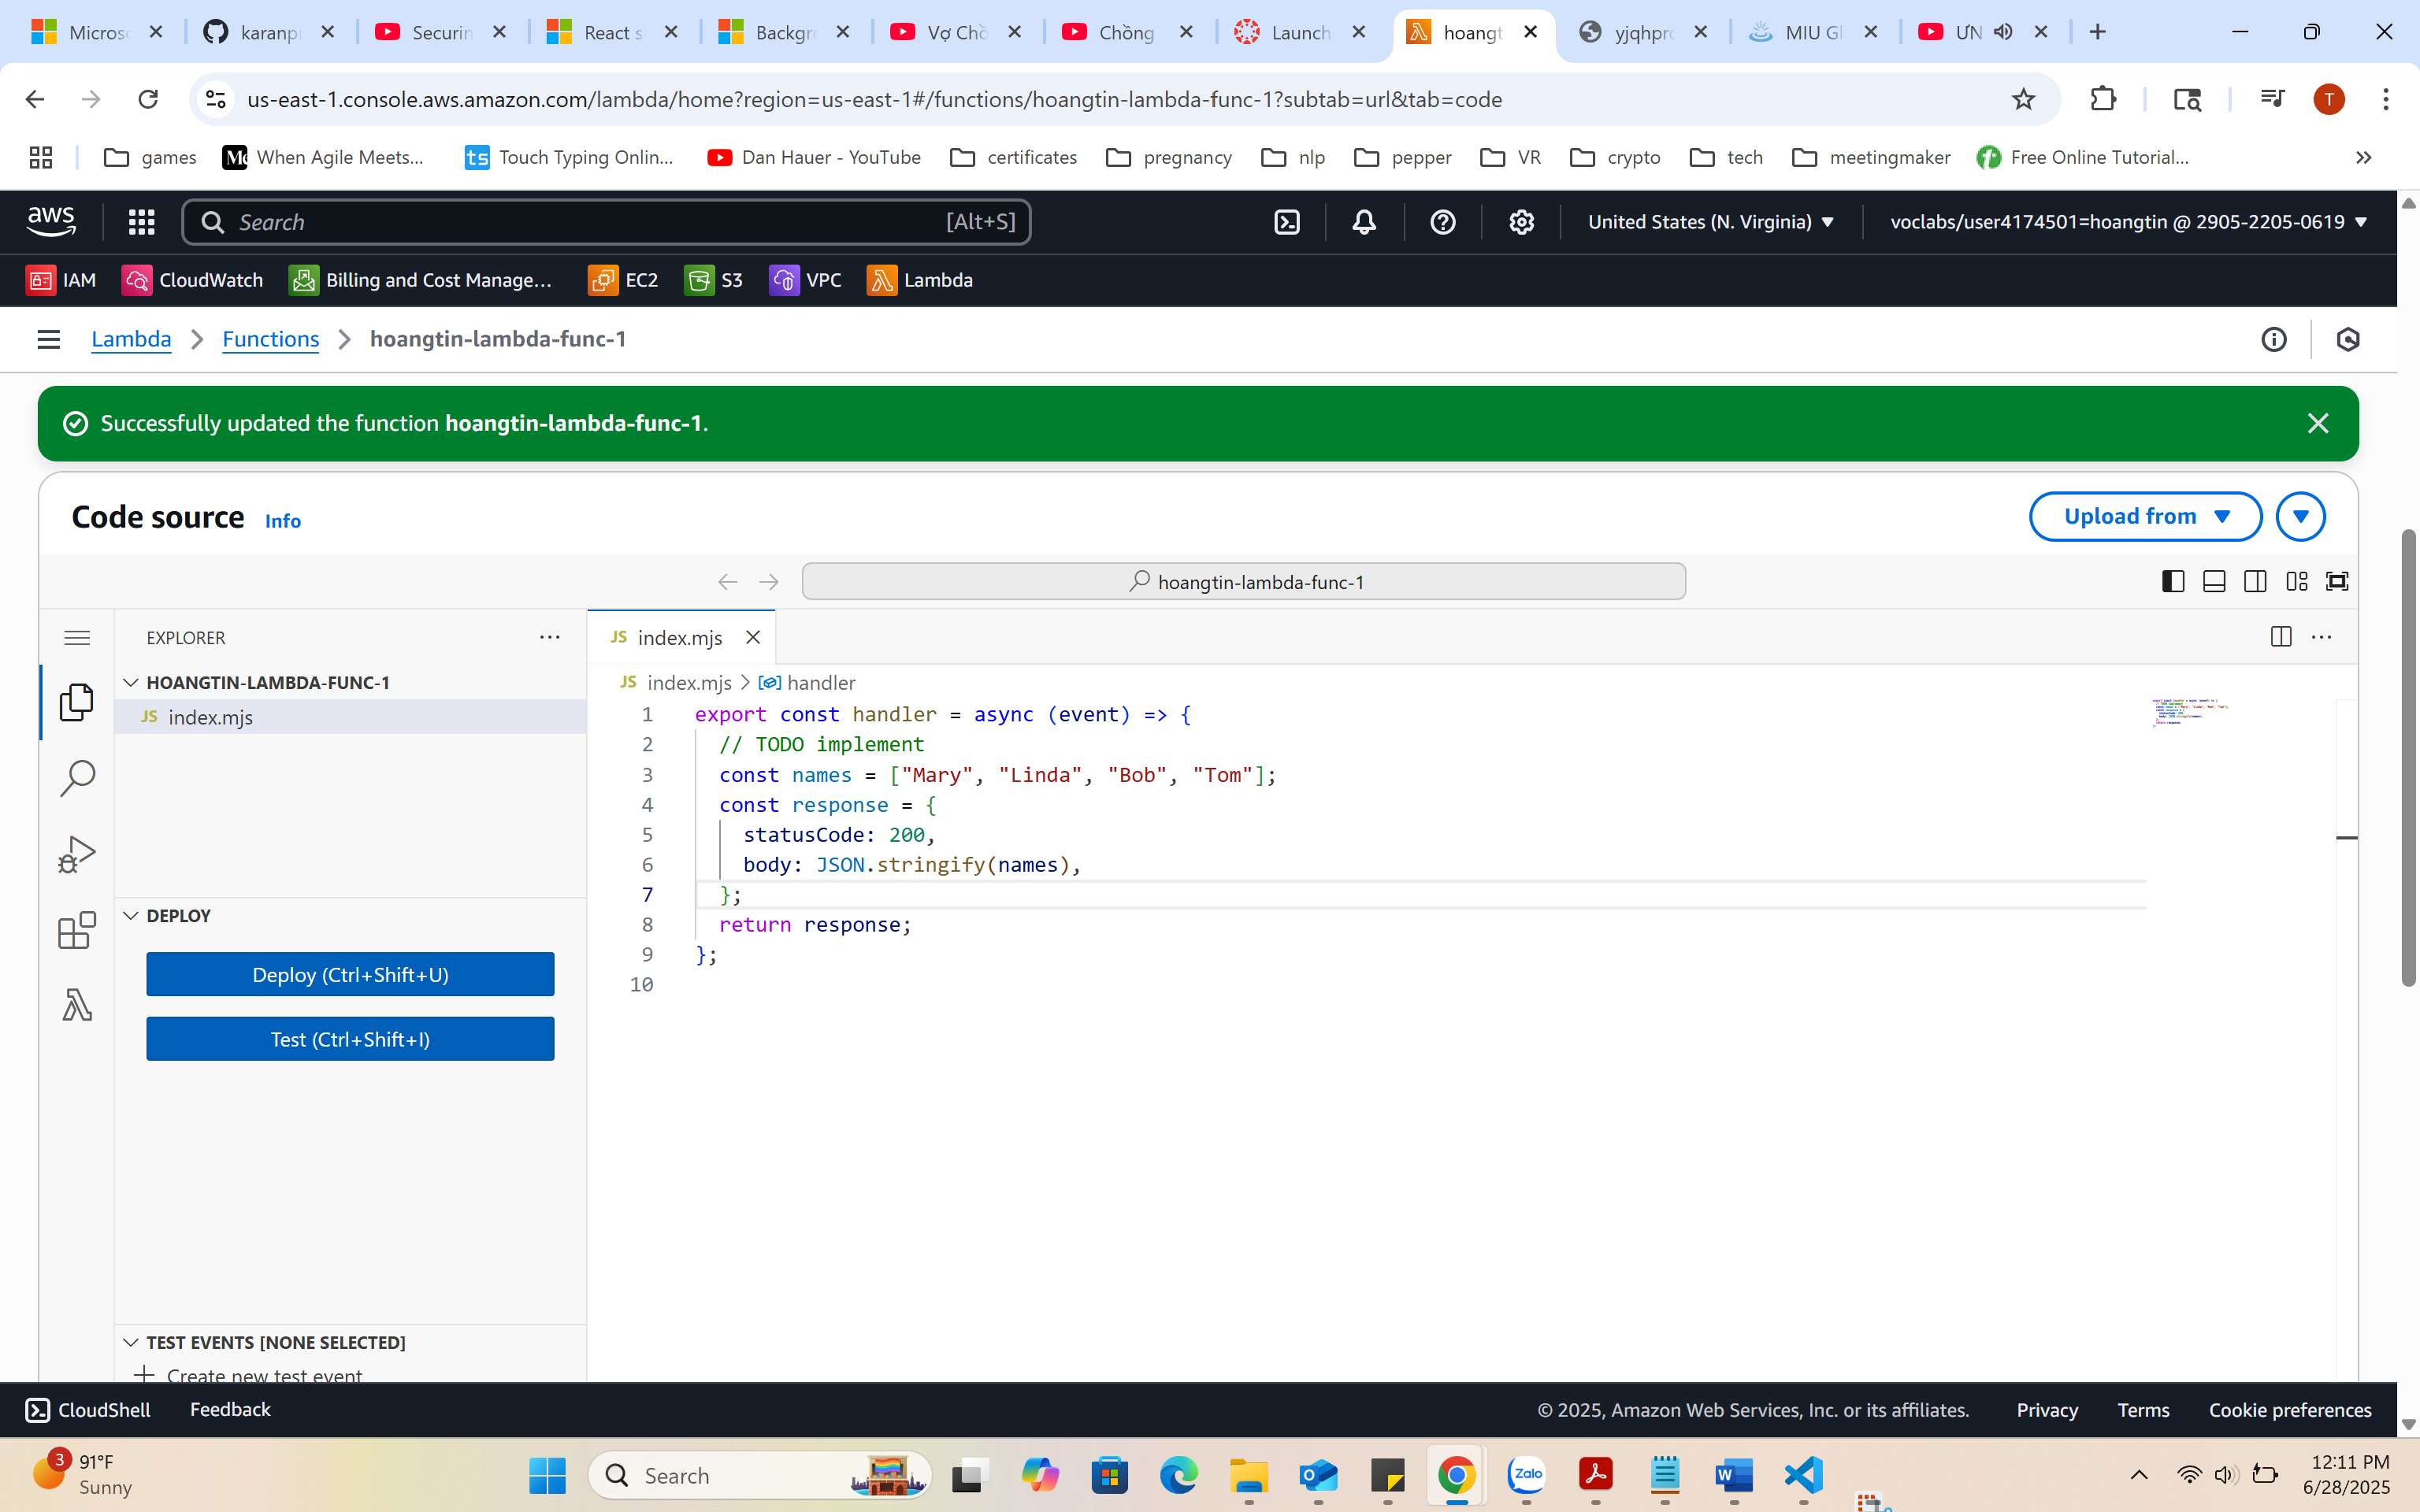 Micros
karanp
Securin
React s
Backgr
Vợ Chồ
Chồng
Launch
hoangt
yjqhpr
MIU Gl
ƯN
us-east-1.console.aws.amazon.com/lambda/home?region=us-east-1#/functions/hoangtin-lambda-func-1?subtab=url&tab=code
T
games
When Agile Meets...
ts Touch Typing Onlin...
Dan Hauer - YouTube
certificates
pregnancy
nlp
pepper
VR
crypto
tech
meetingmaker
Free Online Tutorial...
aws
Search [Alt+S]
United States (N. Virginia)
voclabs/user4174501=hoangtin @ 2905-2205-0619
IAM
CloudWatch
Billing and Cost Manage...
EC2
S3
VPC
Lambda
Lambda
Functions
hoangtin-lambda-func-1
Successfully updated the function hoangtin-lambda-func-1.
Code source Info
Upload from
hoangtin-lambda-func-1
EXPLORER
HOANGTIN-LAMBDA-FUNC-1
JS index.mjs
DEPLOY
Deploy (Ctrl+Shift+U)
Test (Ctrl+Shift+I)
TEST EVENTS [NONE SELECTED]
Create new test event
JS index.mjs
JS index.mjs > handler
1 export const handler = async (event) => {
2 // TODO implement
3 const names = ["Mary", "Linda", "Bob", "Tom"];
4 const response = {
5 statusCode: 200,
6 body: JSON.stringify(names),
7 };
8 return response;
9 };
10
CloudShell
Feedback
© 2025, Amazon Web Services, Inc. or its affiliates.
Privacy
Terms
Cookie preferences
3
91°F
Sunny
Search
Zalo
12:11 PM
6/28/2025